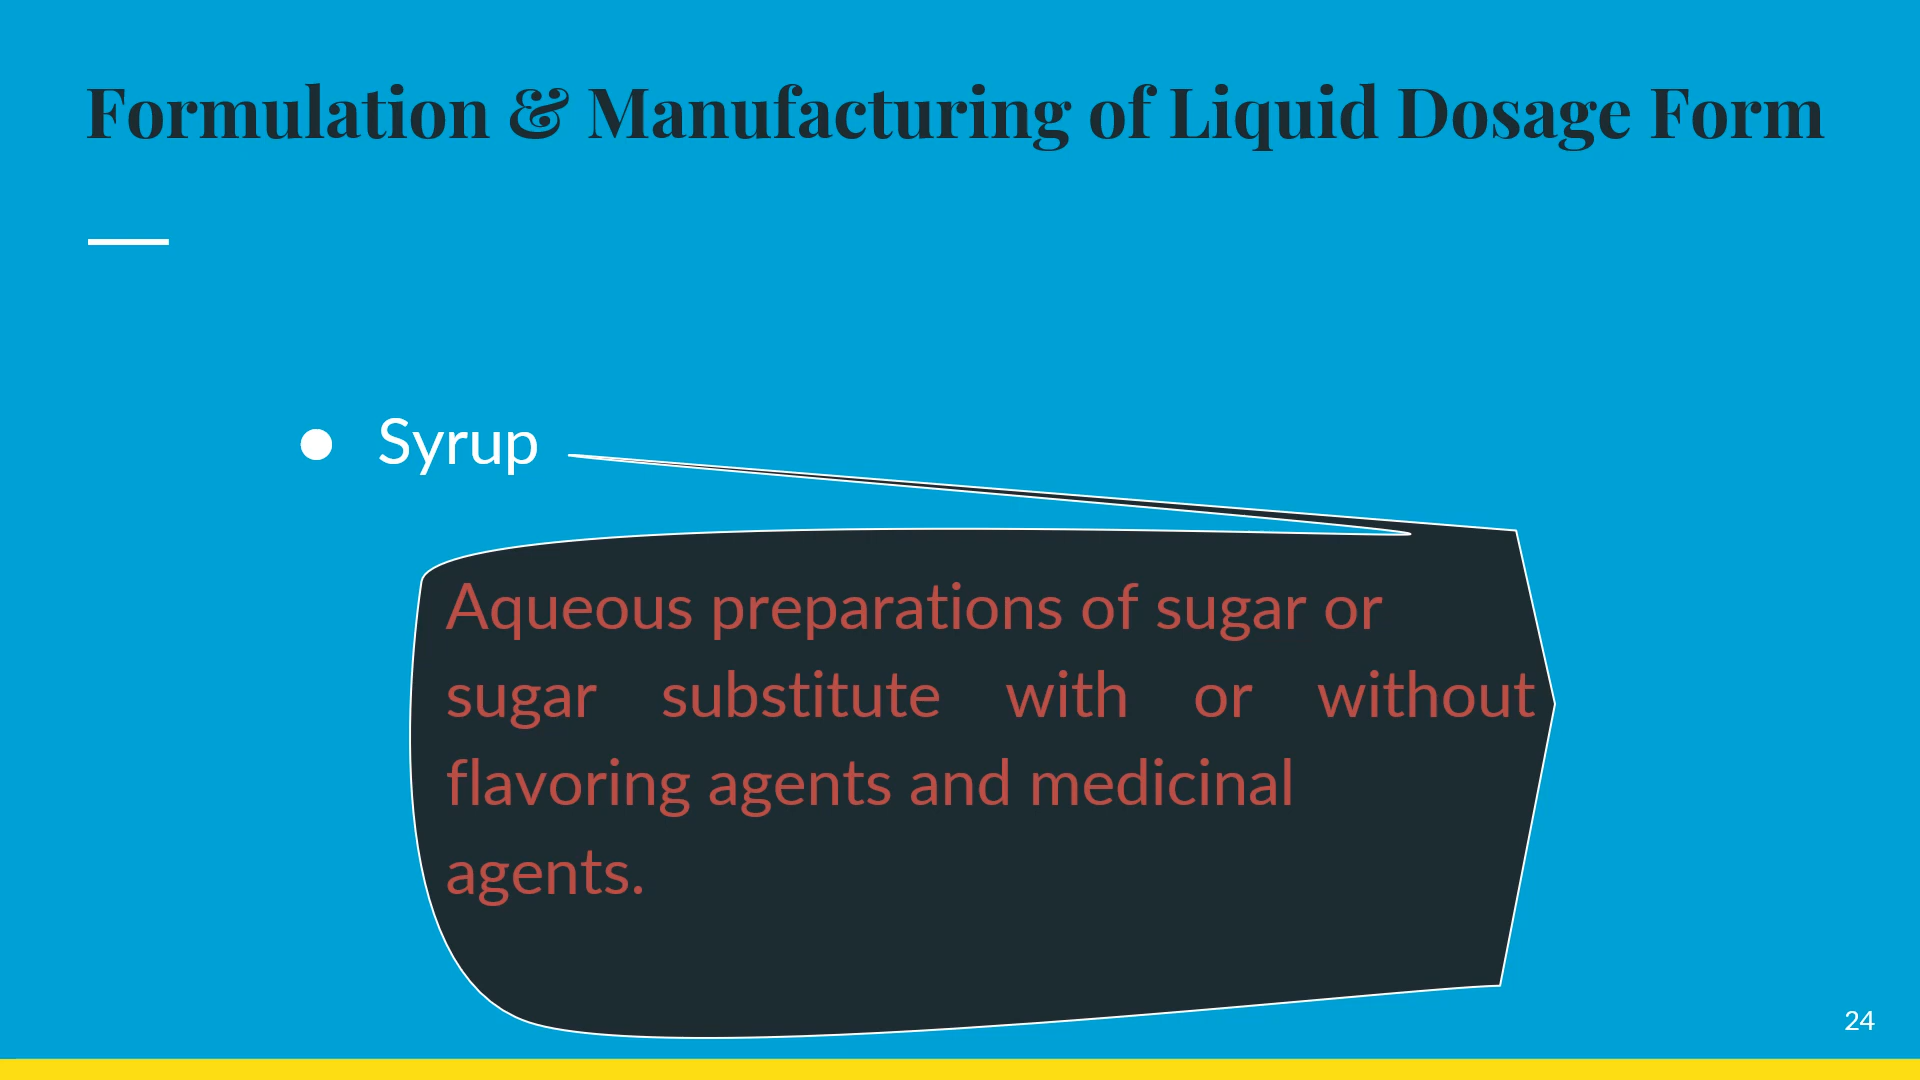 Formulation & Manufacturing of Liquid Dosage Form
● Syrup
Aqueous preparations of sugar or
sugar substitute with or without
flavoring agents and medicinal
agents.
24